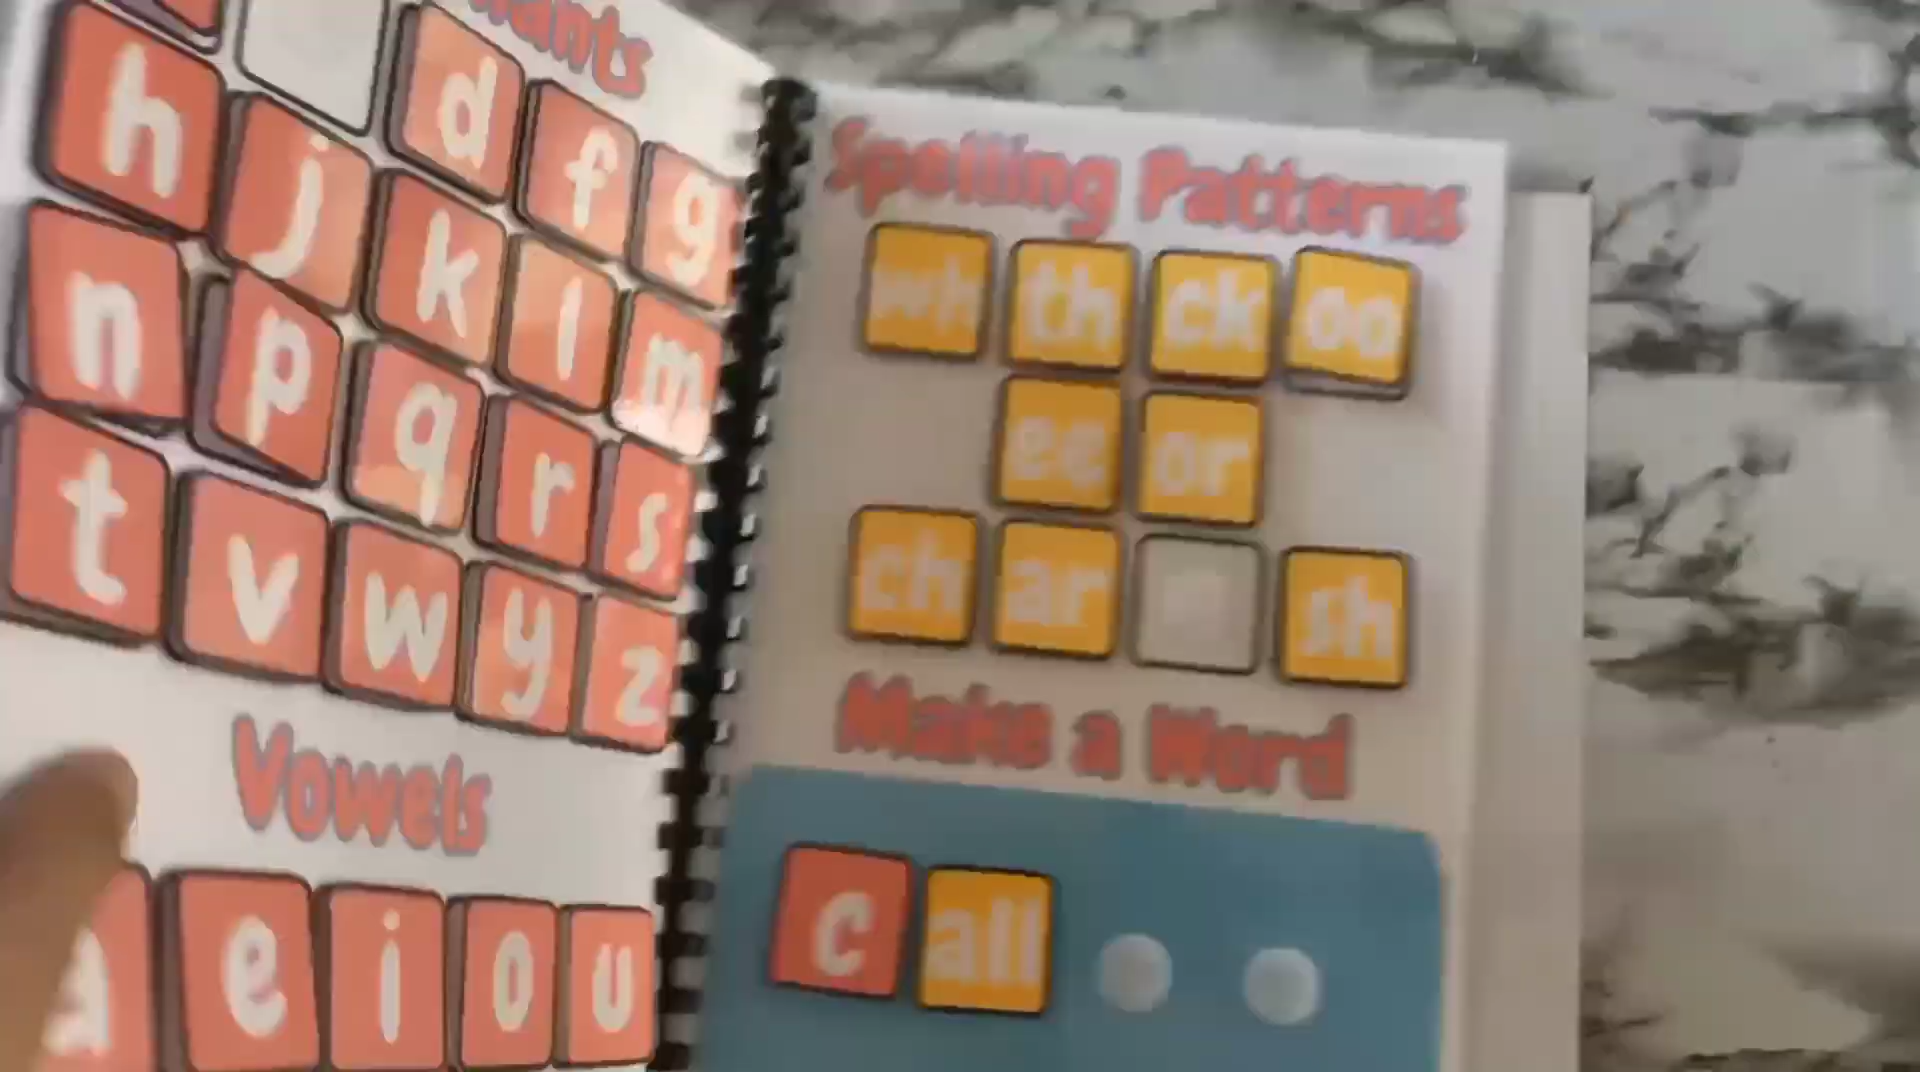 d f g
h j k l m
n p q r s
t v w y z
Vowels
e i o u
Spelling Patterns
wh th ck oo
ee or
ch ar sh
Make a Word
c all